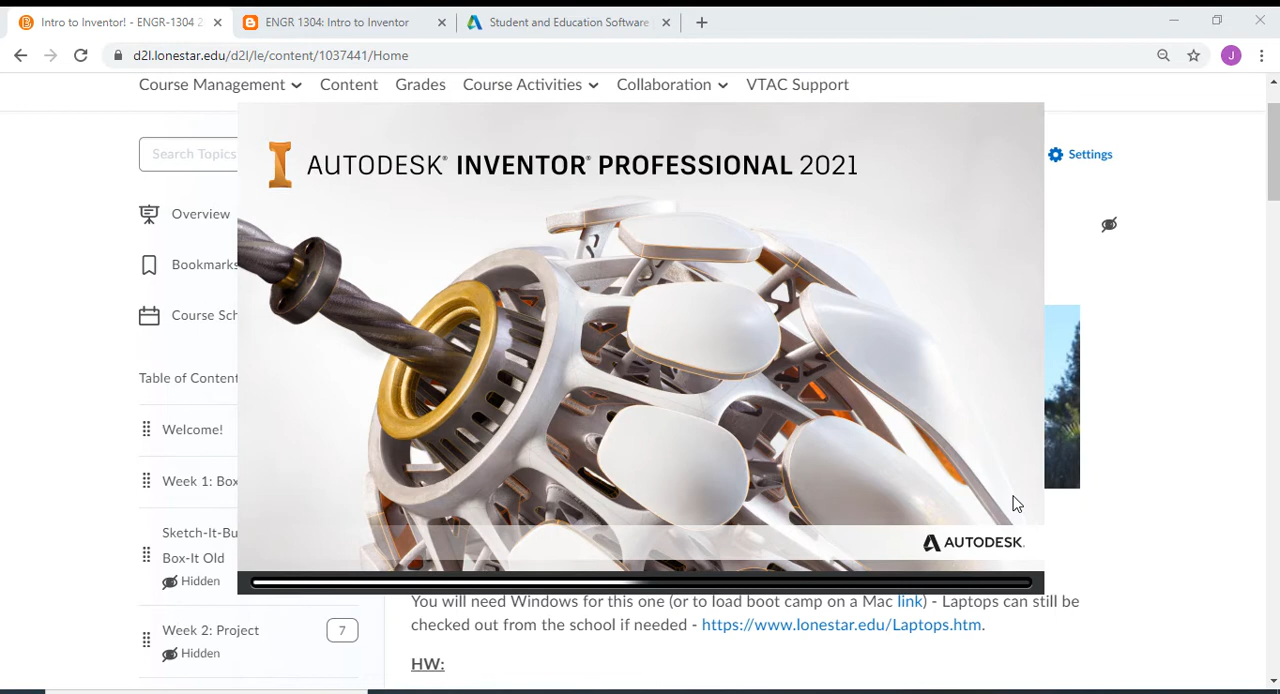 Intro to Inventor! - ENGR-1304 2
ENGR 1304: Intro to Inventor
Student and Education Software
d2l.lonestar.edu/d2l/le/content/1037441/Home
J
Course Management Content Grades Course Activities Collaboration VTAC Support
Search Topics
Settings
AUTODESK® INVENTOR® PROFESSIONAL 2021
Overview
Bookmarks
Course Sch
Table of Content
Welcome!
Week 1: Box
Sketch-It-Bu
Box-It Old
Hidden
Week 2: Project 7
Hidden
AUTODESK.
You will need Windows for this one (or to load boot camp on a Mac link) - Laptops can still be
checked out from the school if needed - https://www.lonestar.edu/Laptops.htm.
HW: